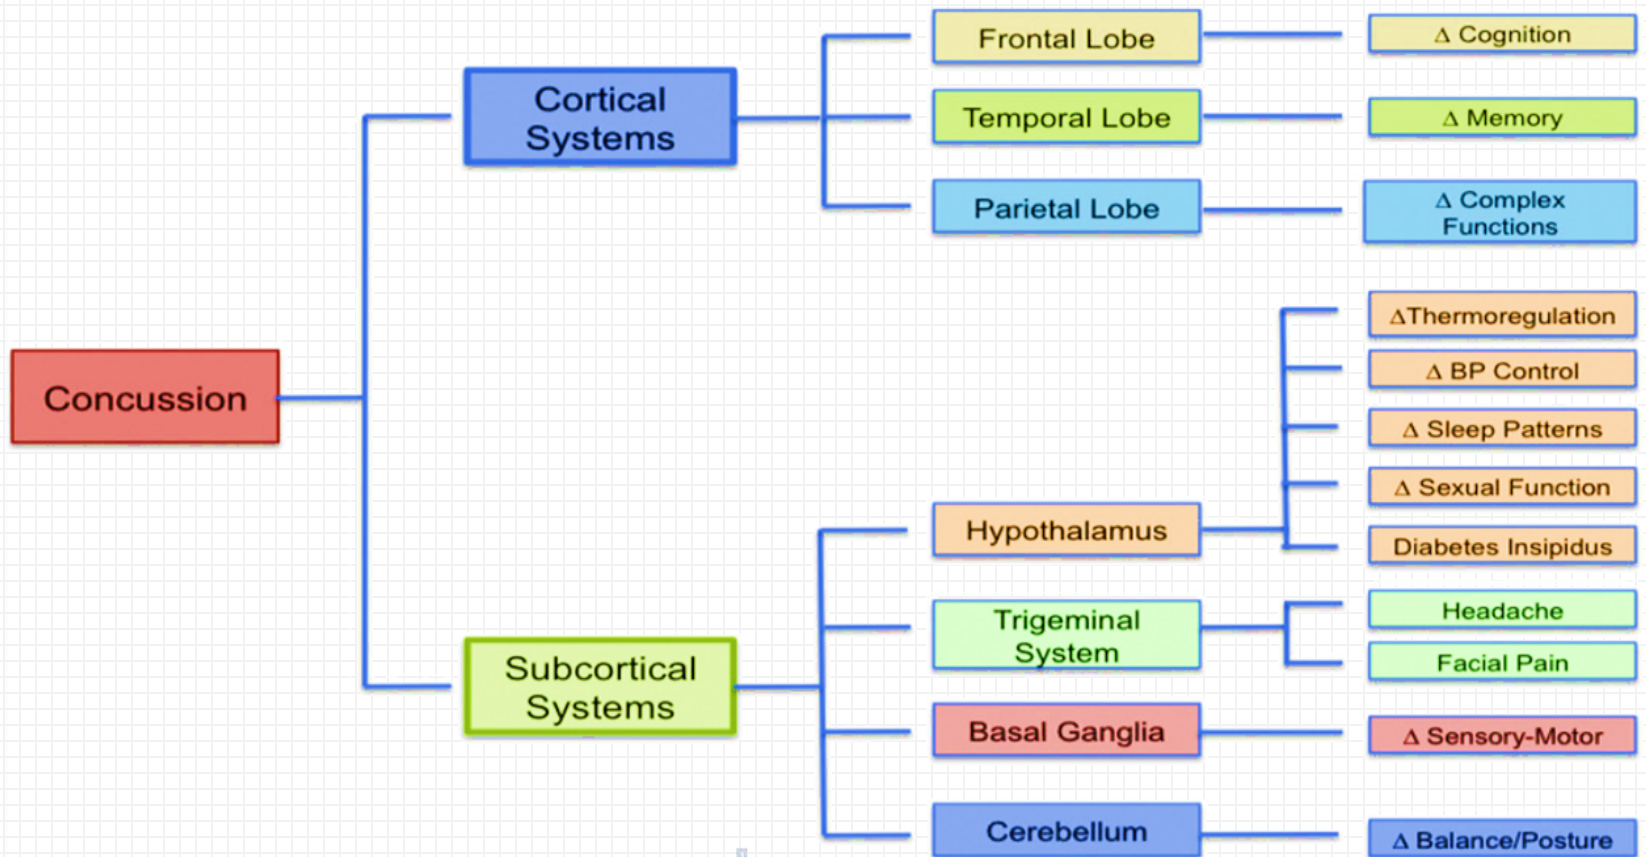 Concussion
Cortical
Systems
Frontal Lobe
Δ Cognition
Temporal Lobe
Δ Memory
Parietal Lobe
Δ Complex
Functions
Subcortical
Systems
Hypothalamus
ΔThermoregulation
Δ BP Control
Δ Sleep Patterns
Δ Sexual Function
Diabetes Insipidus
Trigeminal
System
Headache
Facial Pain
Basal Ganglia
Δ Sensory-Motor
Cerebellum
Δ Balance/Posture